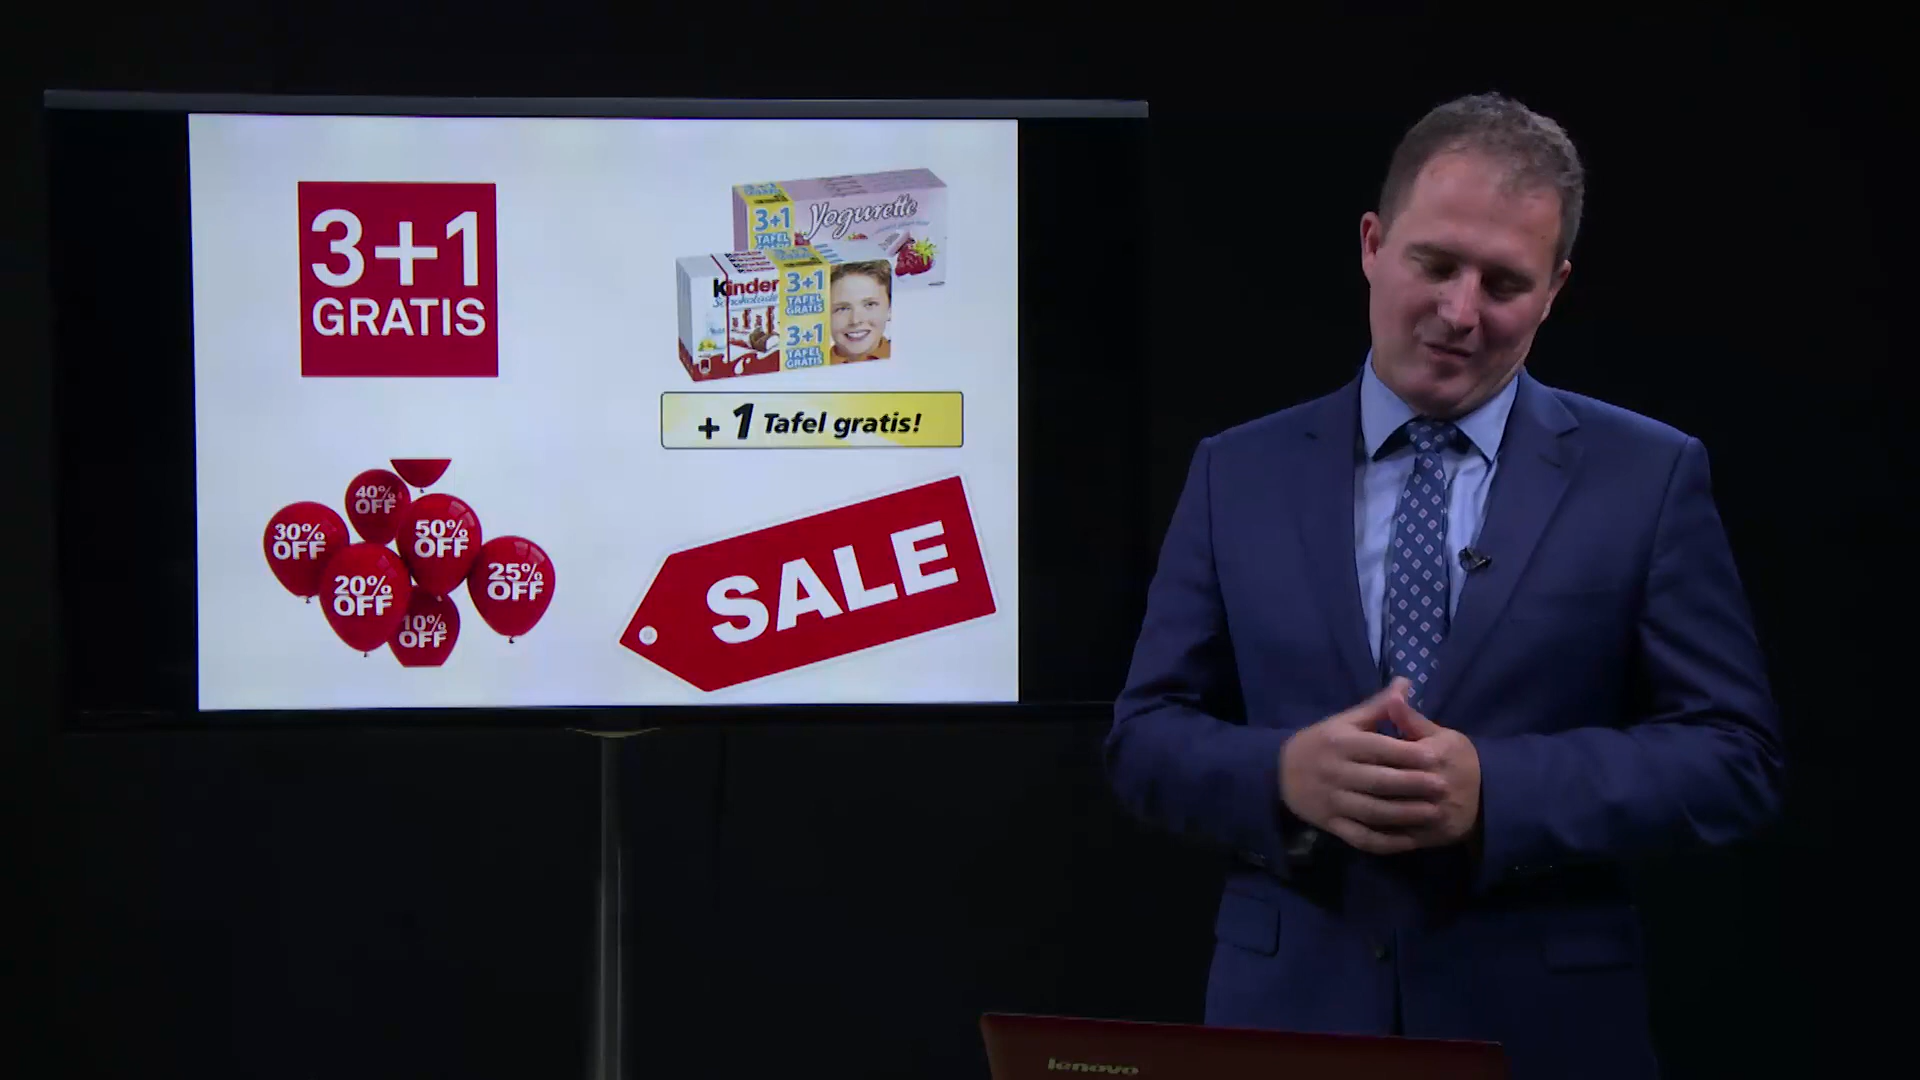 3+1
GRATIS
3+1
TAFEL
Yogurette
Kinder
Schokolade
3+1
TAFEL
GRATIS
3+1
TAFEL
GRATIS
+ 1 Tafel gratis!
40%
OFF
30%
OFF
50%
OFF
25%
OFF
20%
OFF
10%
OFF
SALE
lenovo